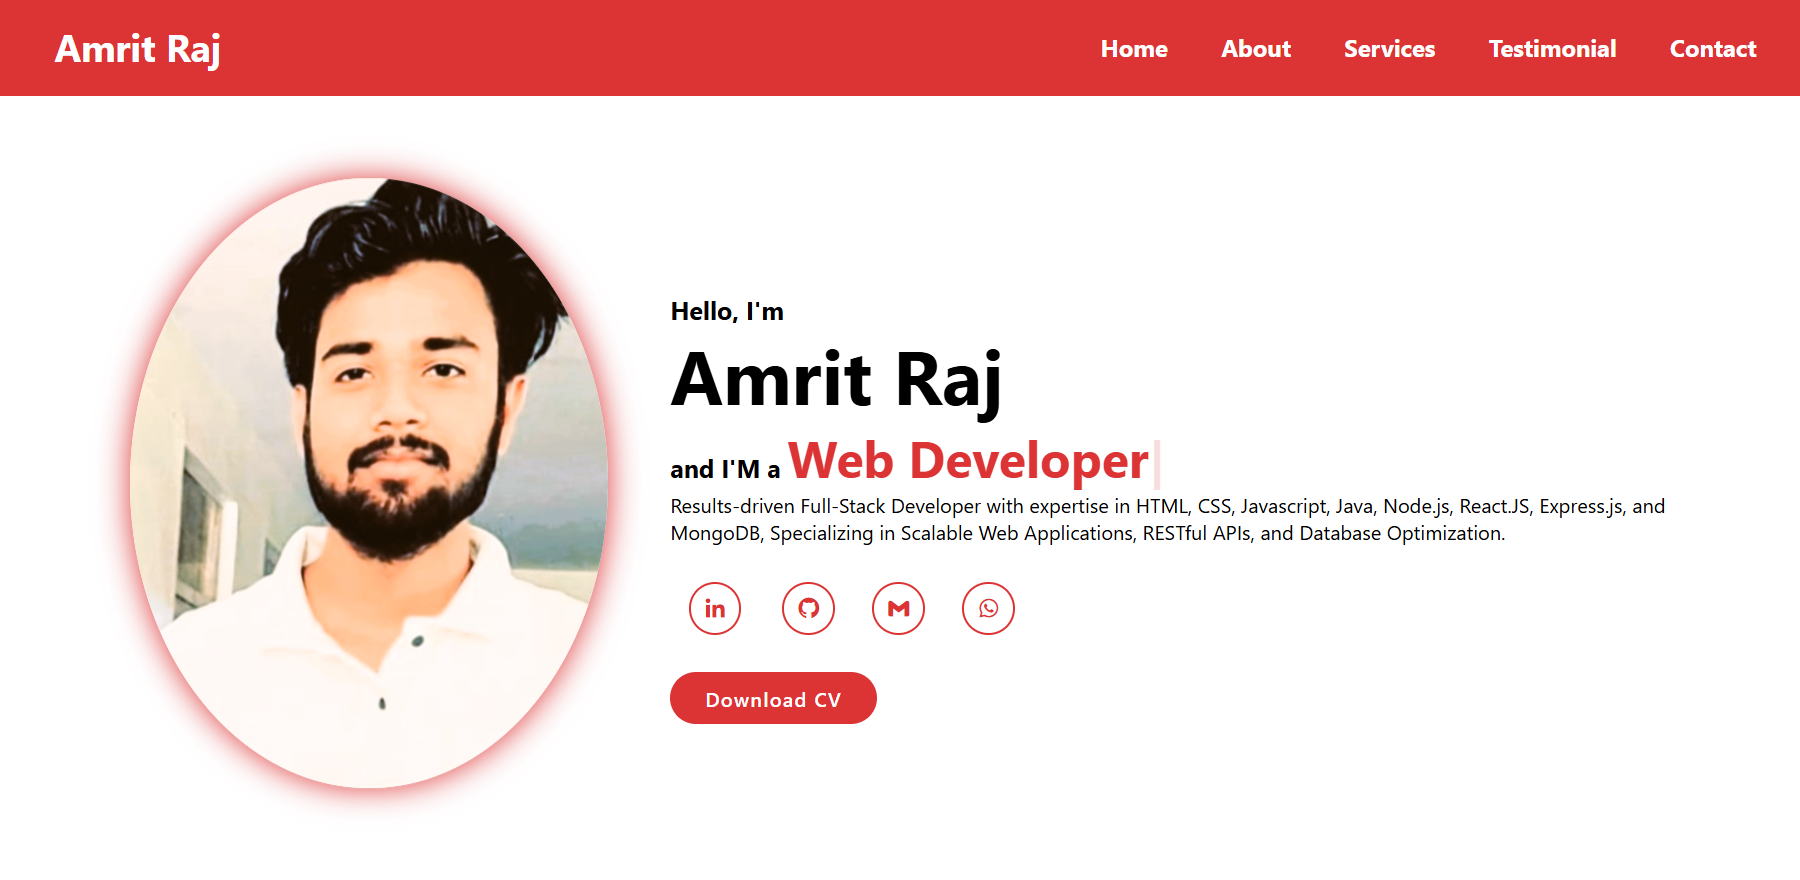 Amrit Raj
Home About Services Testimonial Contact
Hello, I'm
Amrit Raj
and I'M a Web Developer
Results-driven Full-Stack Developer with expertise in HTML, CSS, Javascript, Java, Node.js, React.JS, Express.js, and
MongoDB, Specializing in Scalable Web Applications, RESTful APIs, and Database Optimization.
in
Download CV